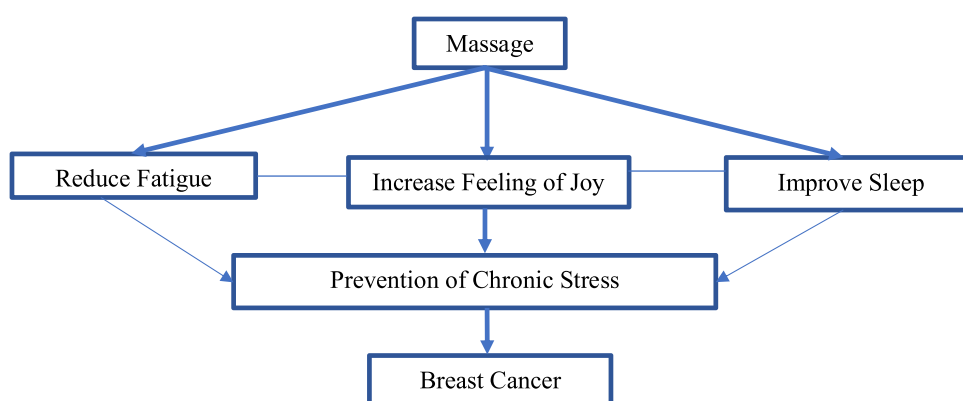 Massage
Reduce Fatigue
Increase Feeling of Joy
Improve Sleep
Prevention of Chronic Stress
Breast Cancer